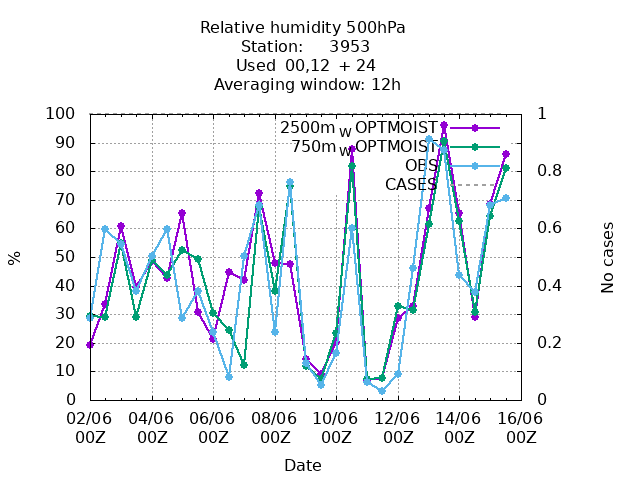 Relative humidity 500hPa
Station: 3953
Used 00,12 + 24
Averaging window: 12h
100 1
90
80 0.8
70
60 0.6
50
40 0.4
30
20 0.2
10
0 0
2500m W OPTMOIST
750m W OPTMOIST
OBS
CASES
%
No cases
02/06 04/06 06/06 08/06 10/06 12/06 14/06 16/06
00Z 00Z 00Z 00Z 00Z 00Z 00Z 00Z
Date